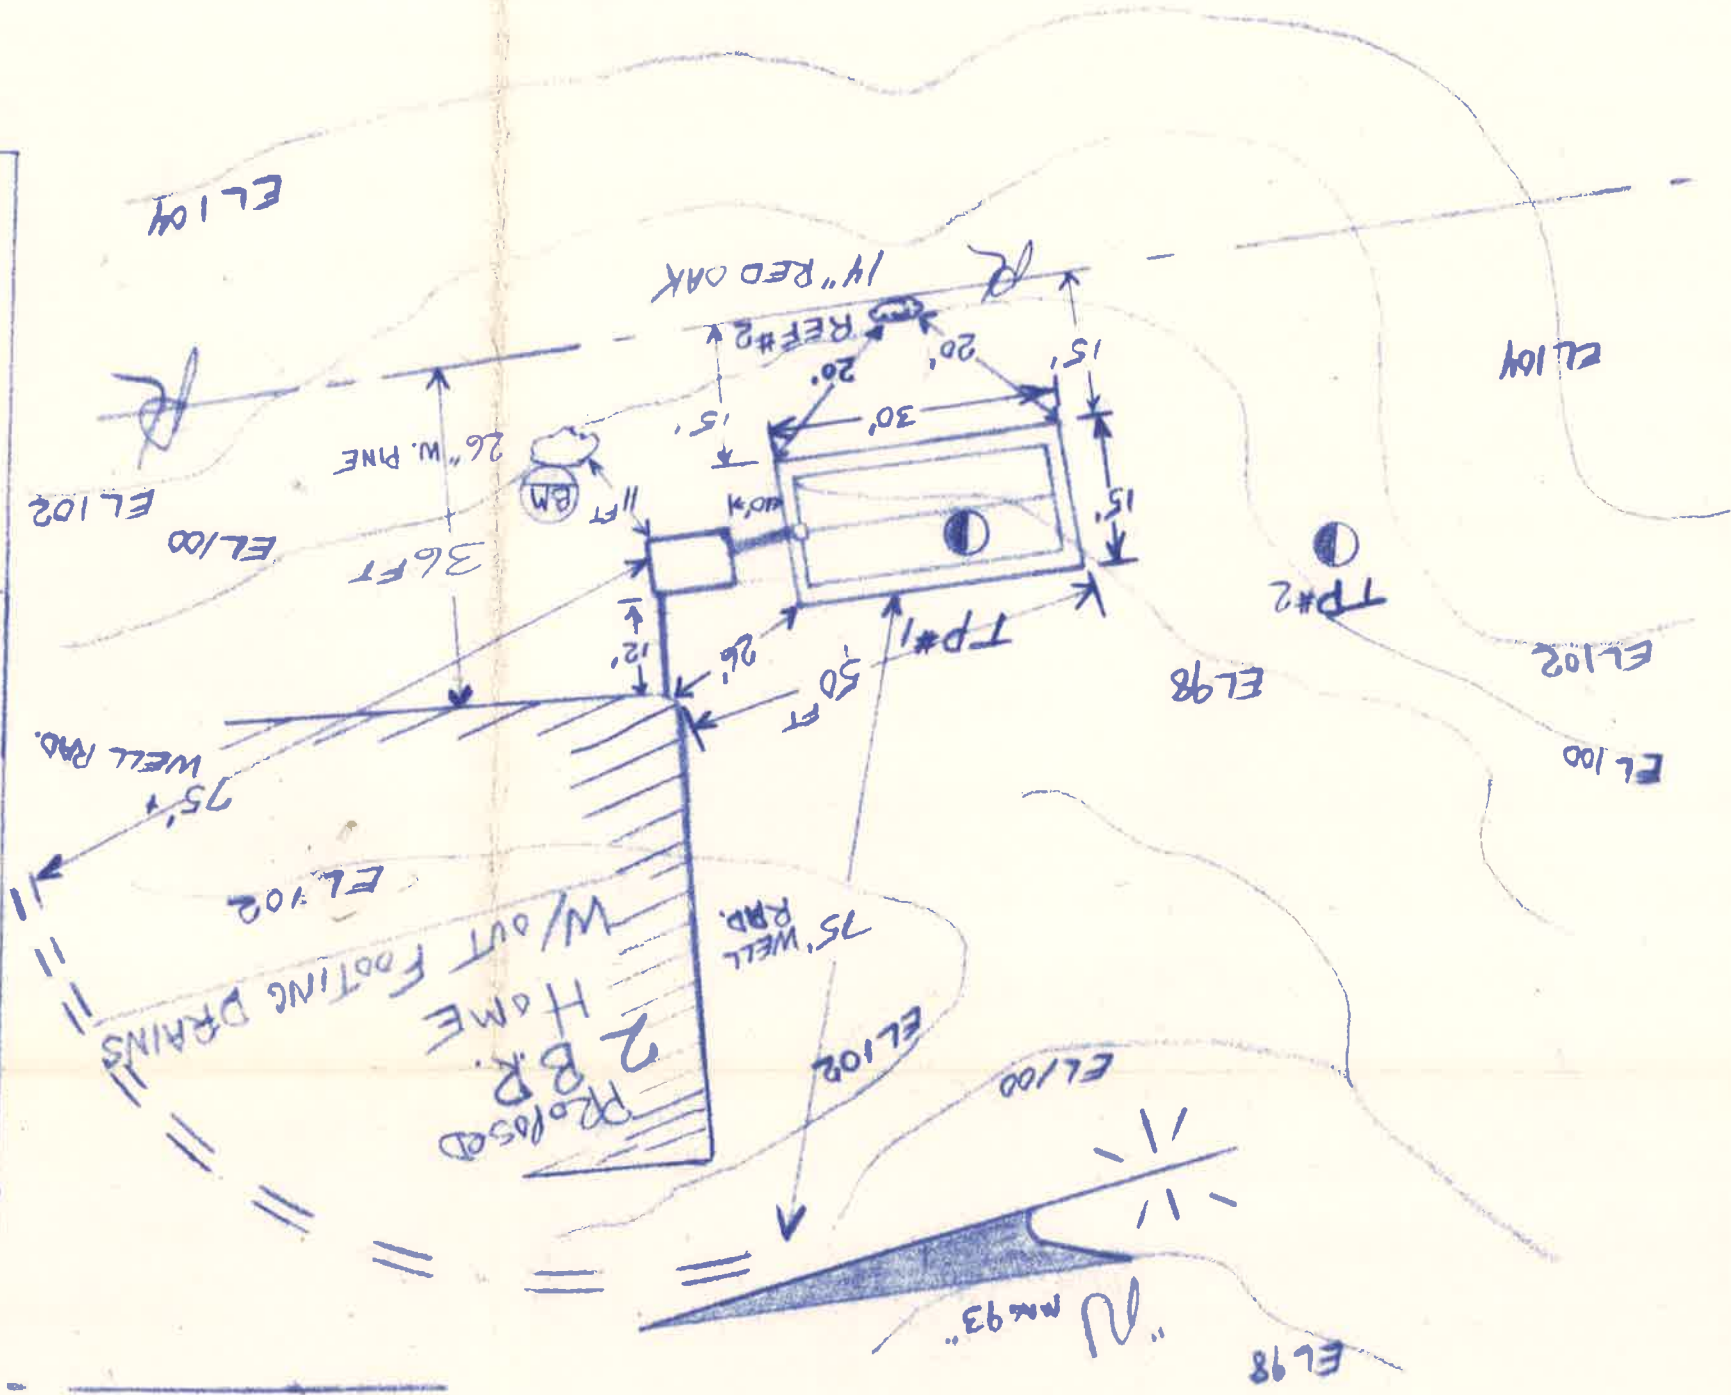 EL 98
"N MAG 93"
EL 100
EL 102
PROPOSED
2 B.R.
HOME
W/OUT FOOTING DRAINS
75' WELL
RAD.
EL 102
75'+
WELL RAD.
EL 100
EL 98
50
FT
26'
12'
36 FT
TP#1
TP#2
EL 102
EL 100
EL 102
11 FT
BM
26" W. PINE
15'
30'
15'
15'
20'
20'
REF#2
14" RED OAK
EL 104
EL 104